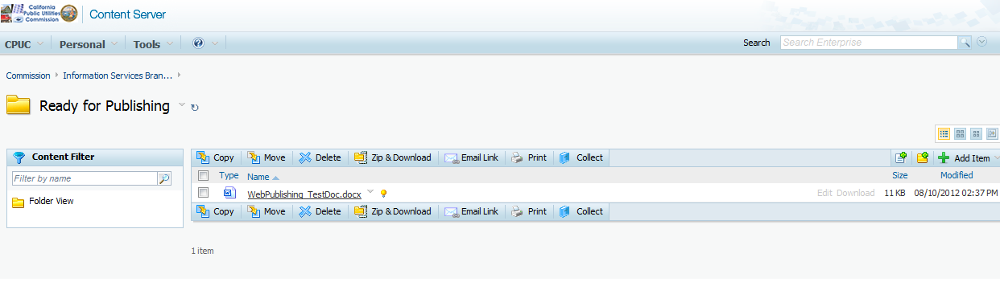 California
Public Utilities
Commission
Content Server
CPUC Personal Tools ? Search Search Enterprise
Commission Information Services Bran...
Ready for Publishing
Content Filter
Filter by name
Folder View
Copy Move Delete Zip & Download Email Link Print Collect Add Item
Type Name Size Modified
WebPublishing_TestDoc.docx Edit Download 11 KB 08/10/2012 02:37 PM
Copy Move Delete Zip & Download Email Link Print Collect
1 item